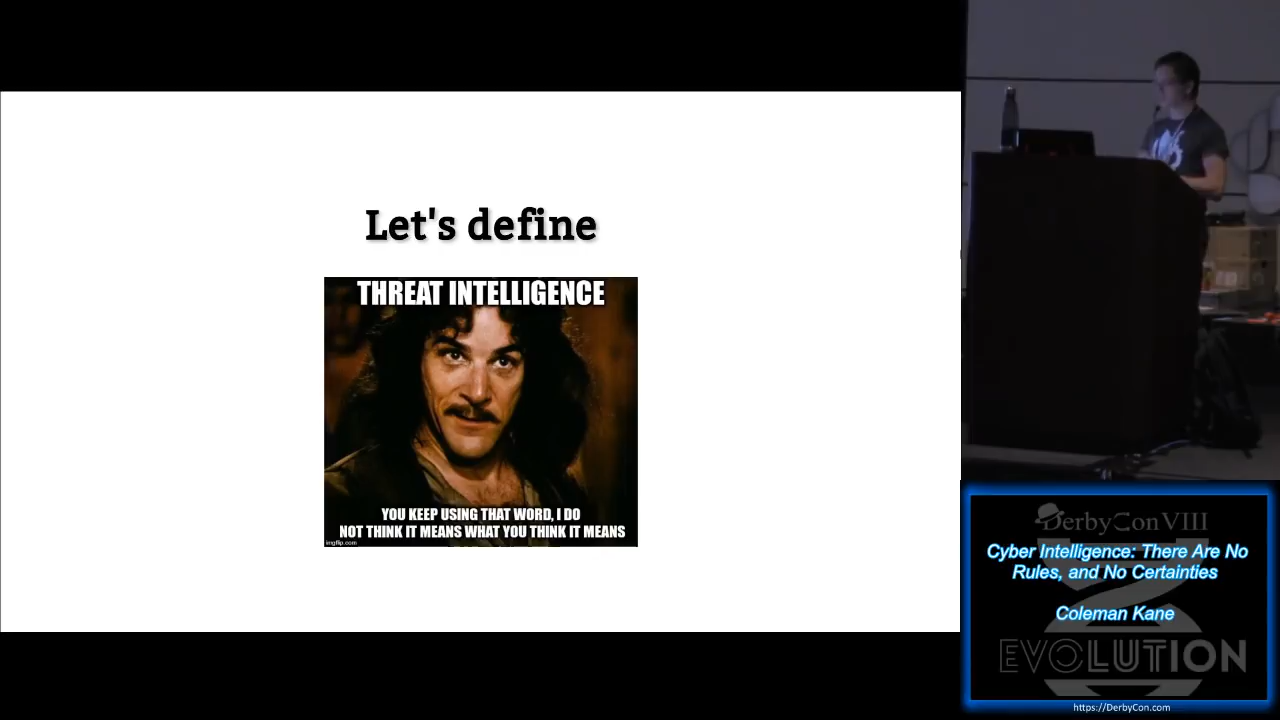 Let's define
THREAT INTELLIGENCE
YOU KEEP USING THAT WORD, I DO
NOT THINK IT MEANS WHAT YOU THINK IT MEANS
imgflip.com
DerbyCon VIII
Cyber Intelligence: There Are No
Rules, and No Certainties
Coleman Kane
EVOLUTION
https://DerbyCon.com